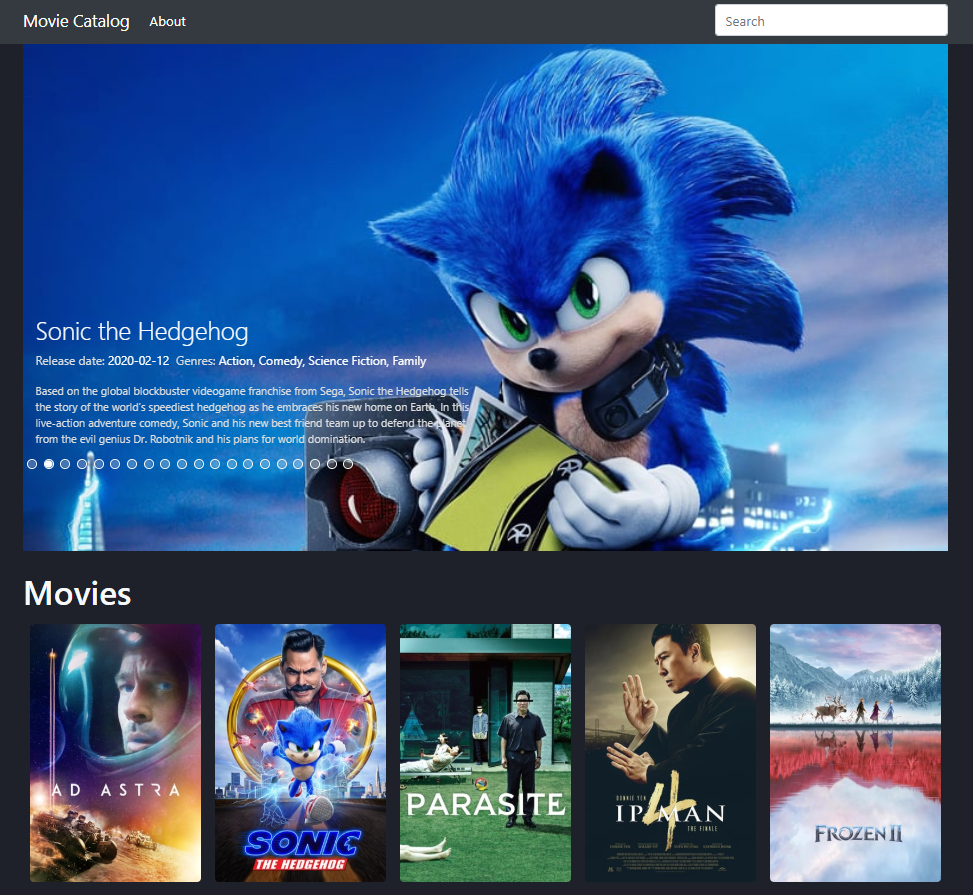 Movie Catalog About Search
Sonic the Hedgehog
Release date: 2020-02-12 Genres: Action, Comedy, Science Fiction, Family
Based on the global blockbuster videogame franchise from Sega, Sonic the Hedgehog tells
the story of the world's speediest hedgehog as he embraces his new home on Earth. In this
live-action adventure comedy, Sonic and his new best friend team up to defend the planet
from the evil genius Dr. Robotnik and his plans for world domination.
Movies
AD ASTRA
SONIC
THE HEDGEHOG
PARASITE
DONNIE YEN
IP MAN 4
THE FINALE
FROZEN II